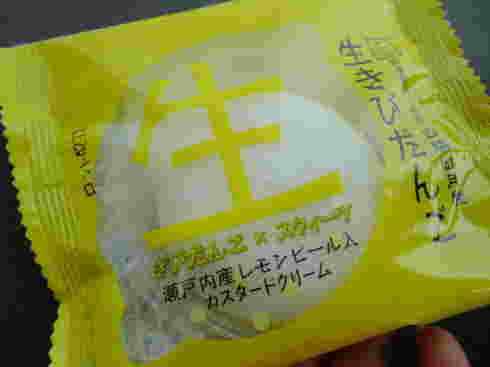 生きびだんご
生
きびだんご×スウィーツ
瀬戸内産レモンピール入
カスタードクリーム